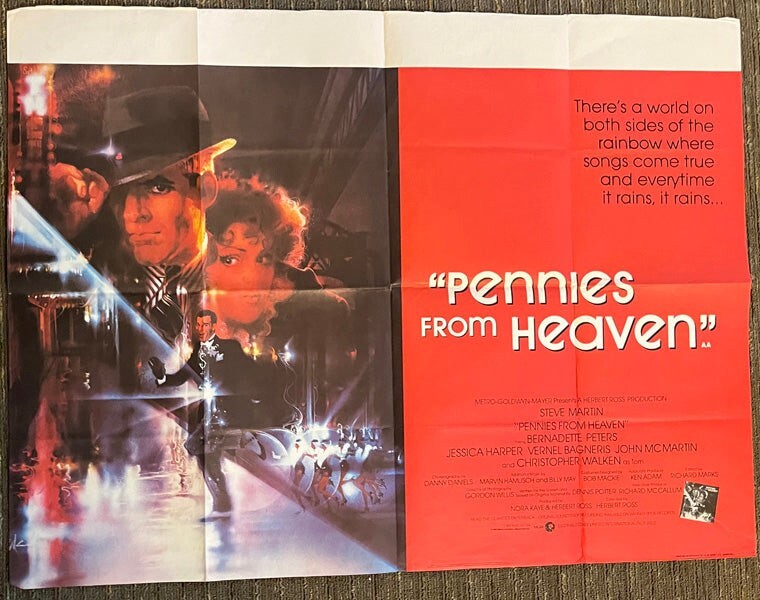 There's a world on
both sides of the
rainbow where
songs come true
and everytime
it rains, it rains...
"PENNIES
FROM HEAVEN"
AA
METRO-GOLDWYN-MAYER Presents A HERBERT ROSS PRODUCTION
STEVE MARTIN
"PENNIES FROM HEAVEN"
BERNADETTE PETERS
JESSICA HARPER VERNEL BAGNERIS JOHN MCMARTIN
and CHRISTOPHER WALKEN as Tom
DANNY DANIELS MARVIN HAMLISCH and BILLY MAY BOB MACKIE KEN ADAM RICHARD MARKS
GORDON WILLIS DENNIS POTTER RICHARD McCALLUM
NORA KAYE & HERBERT ROSS HERBERT ROSS